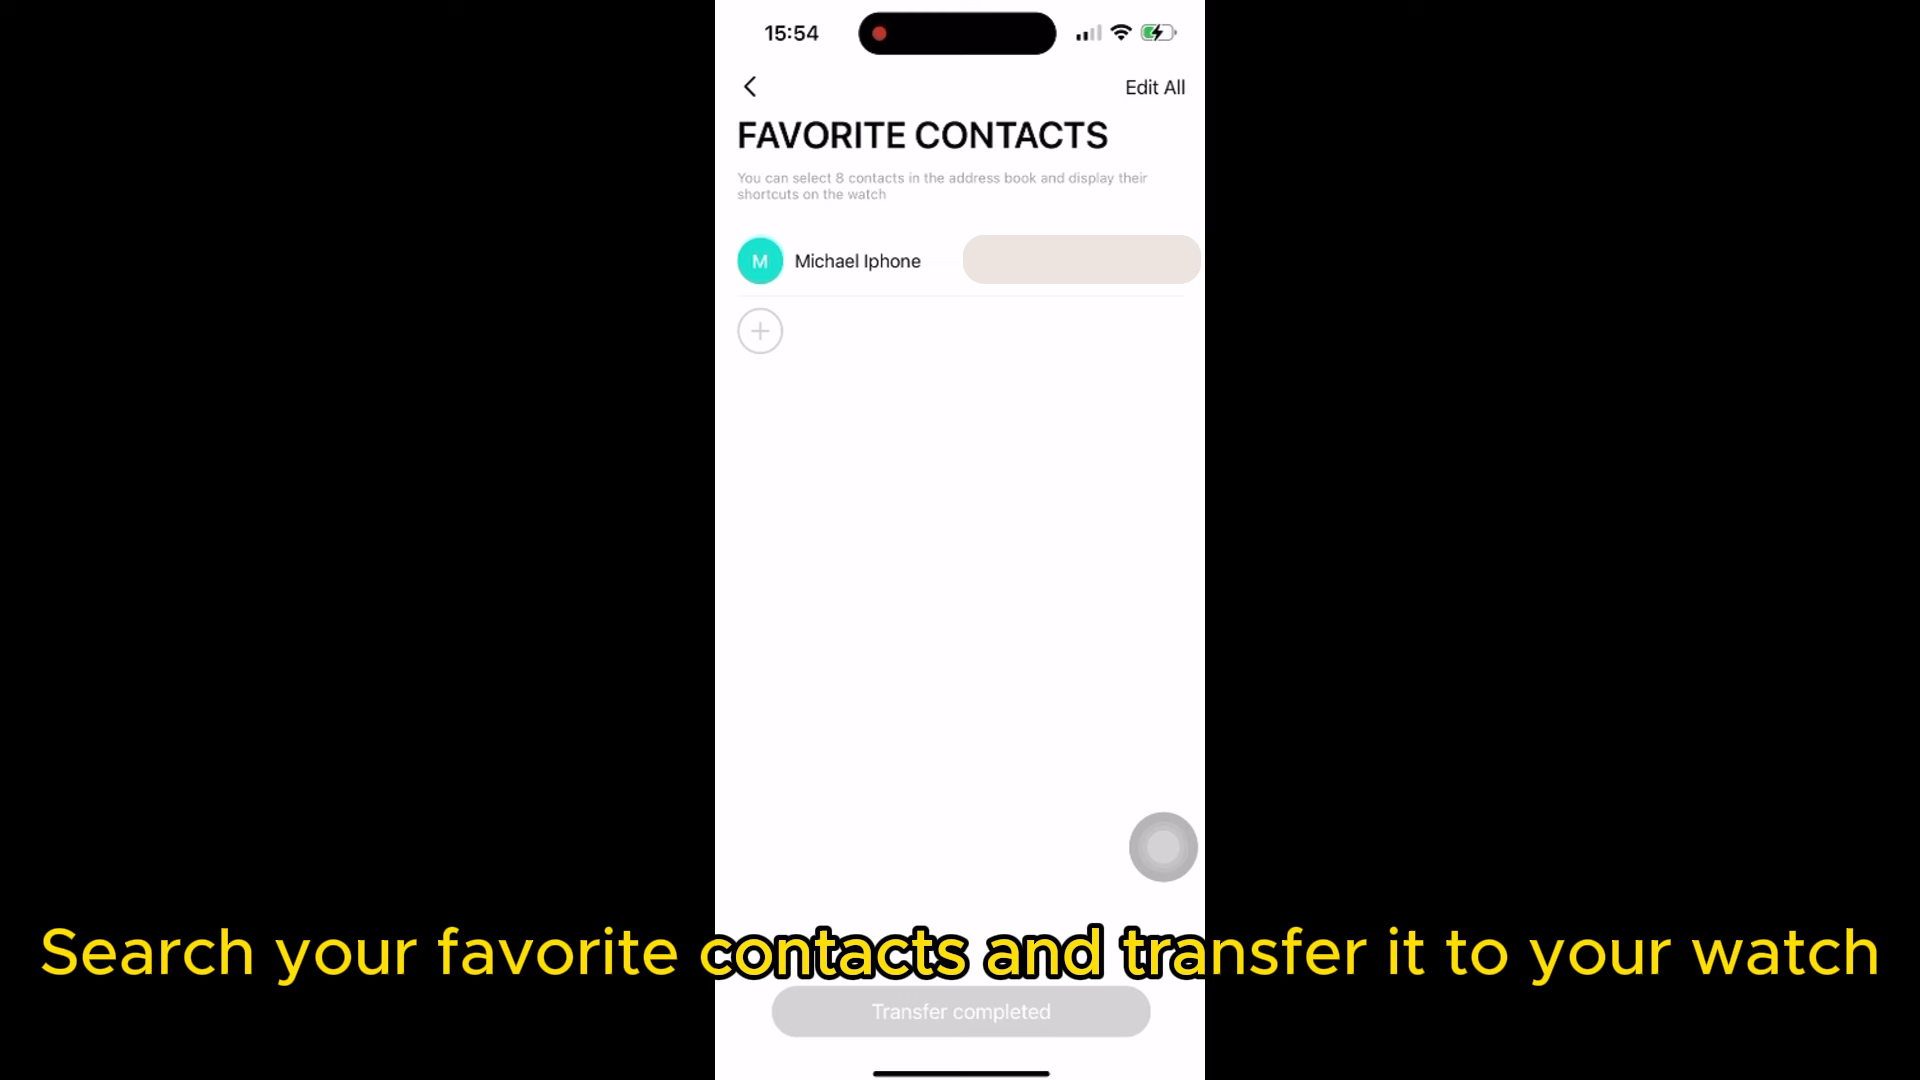 15:54
Edit All
FAVORITE CONTACTS
You can select 8 contacts in the address book and display their
shortcuts on the watch
M
Michael Iphone
Search your favorite contacts and transfer it to your watch
Transfer completed